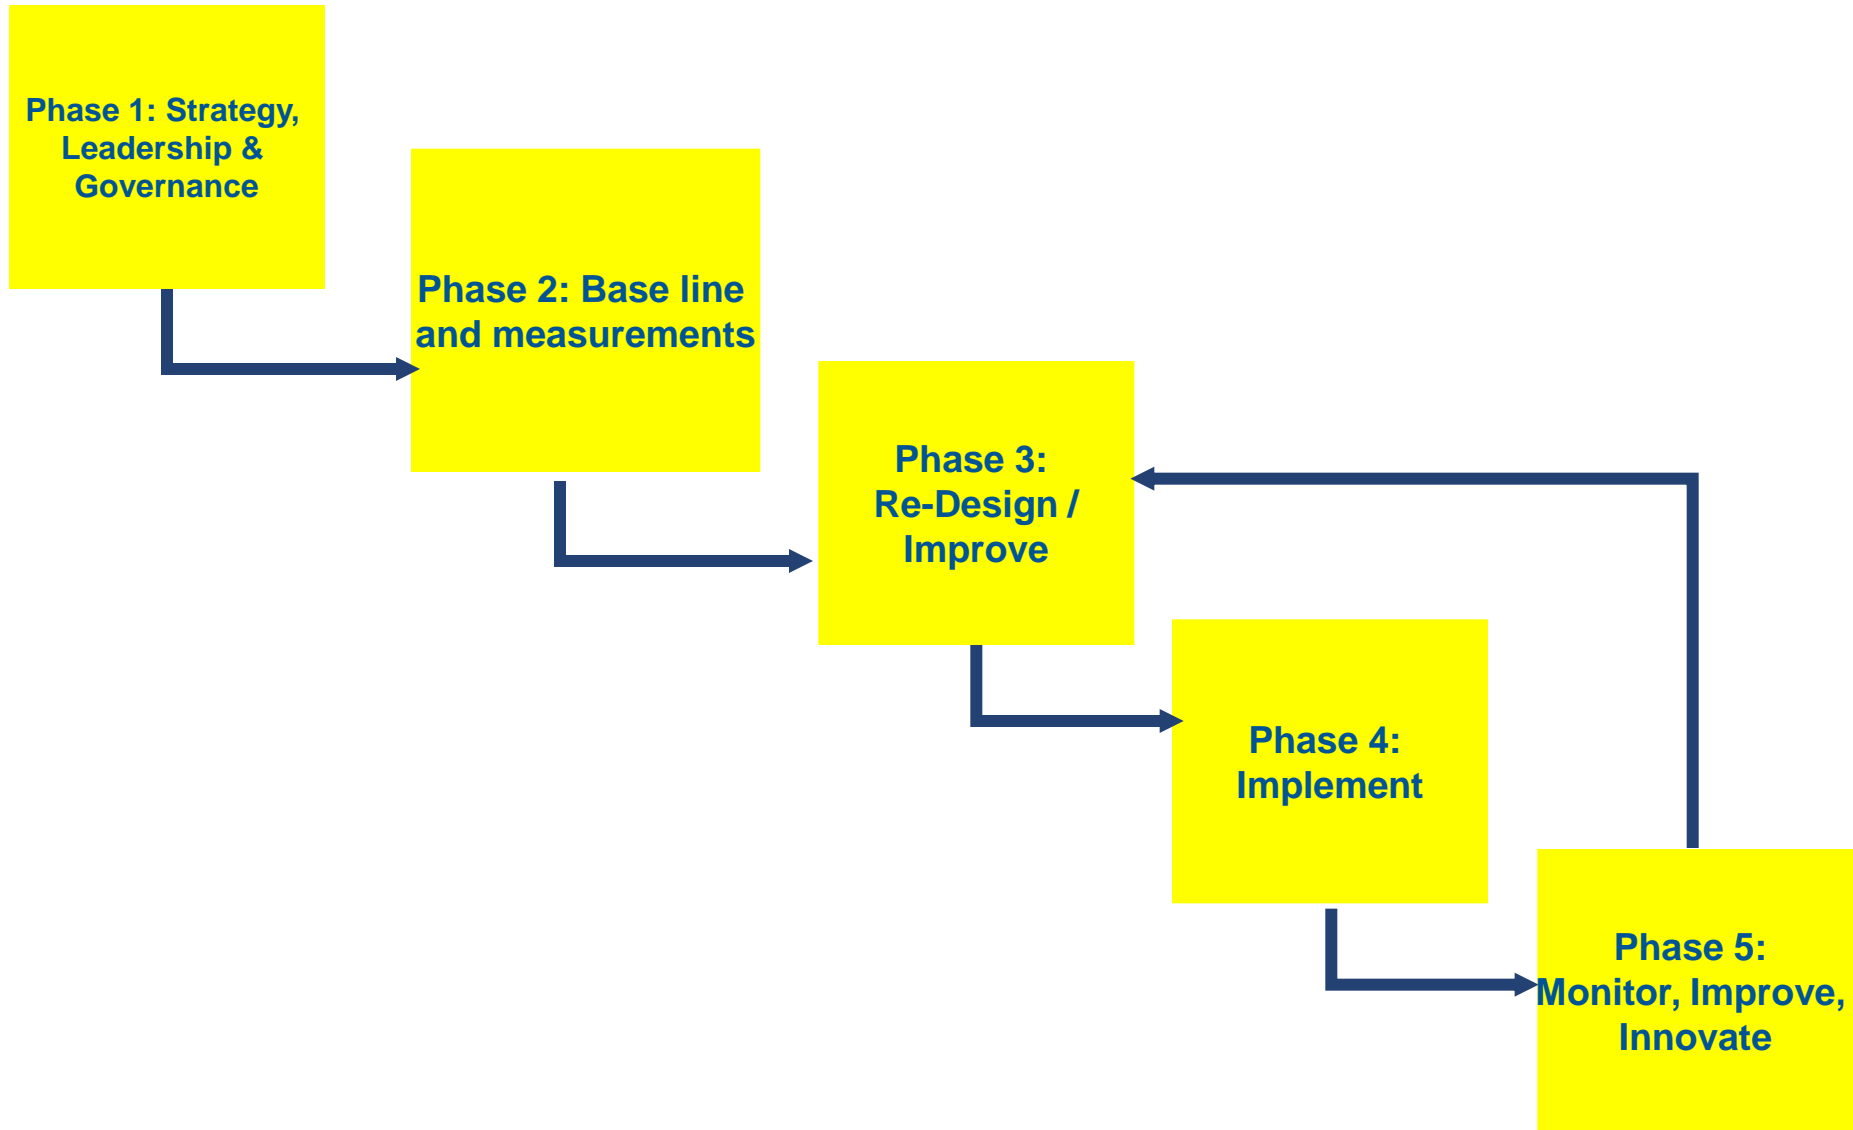 Phase 1: Strategy,
Leadership &
Governance
Phase 2: Base line
and measurements
Phase 3:
Re-Design /
Improve
Phase 4:
Implement
Phase 5:
Monitor, Improve,
Innovate